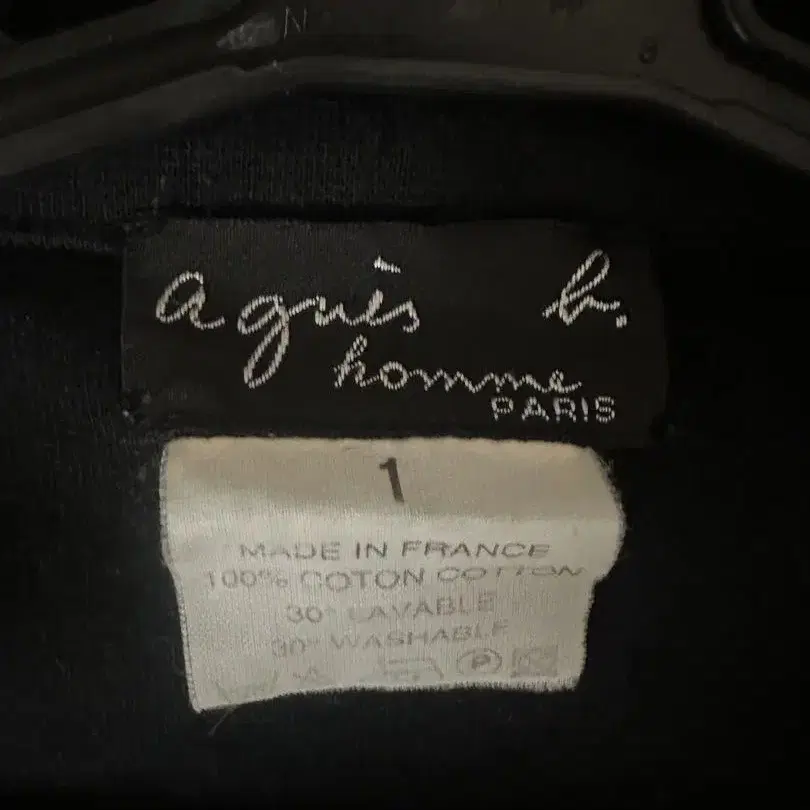 N
agnès b.
homme
PARIS
1
MADE IN FRANCE
100% COTON COTTON
30° LAVABLE
30° WASHABLE
P